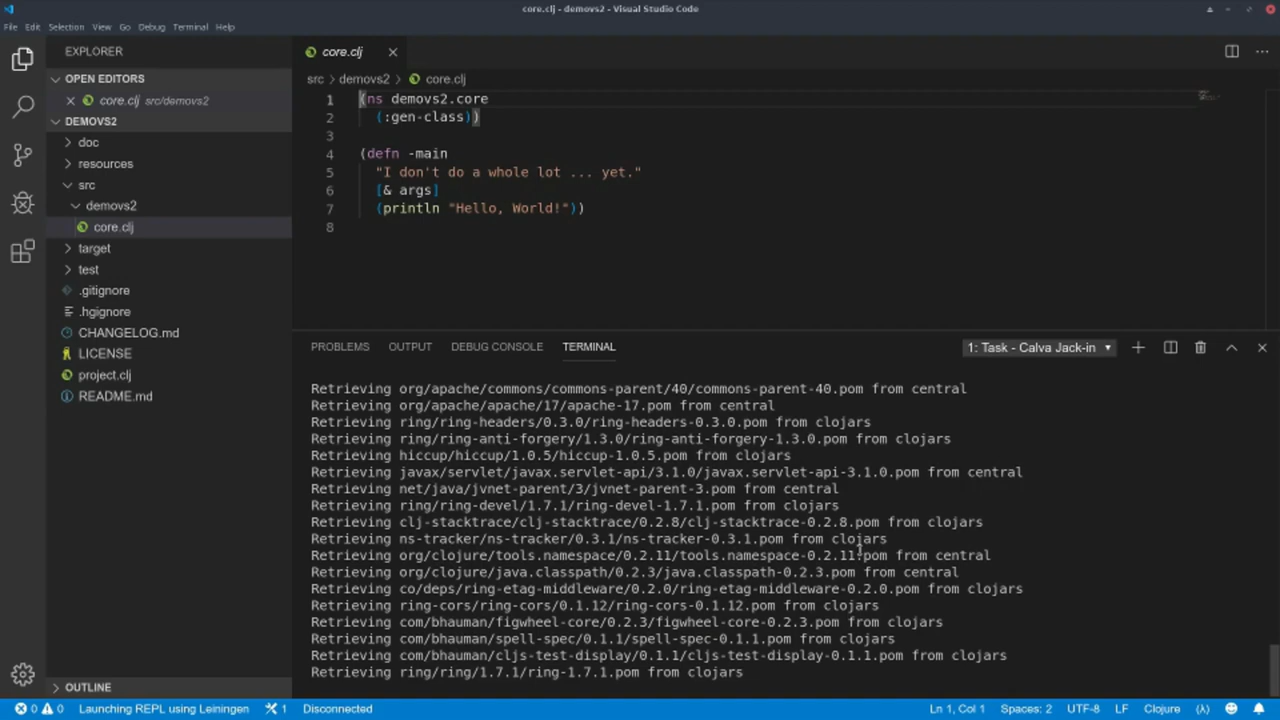 core.clj - demovs2 - Visual Studio Code
File Edit Selection View Go Debug Terminal Help
EXPLORER
OPEN EDITORS
core.clj src/demovs2
DEMOVS2
doc
resources
src
demovs2
core.clj
target
test
.gitignore
.hgignore
CHANGELOG.md
LICENSE
project.clj
README.md
OUTLINE
core.clj
src > demovs2 > core.clj
1 (ns demovs2.core
2 (:gen-class))
3
4 (defn -main
5 "I don't do a whole lot ... yet."
6 [& args]
7 (println "Hello, World!"))
8
PROBLEMS OUTPUT DEBUG CONSOLE TERMINAL 1: Task - Calva Jack-in
Retrieving org/apache/commons/commons-parent/40/commons-parent-40.pom from central
Retrieving org/apache/apache/17/apache-17.pom from central
Retrieving ring/ring-headers/0.3.0/ring-headers-0.3.0.pom from clojars
Retrieving ring/ring-anti-forgery/1.3.0/ring-anti-forgery-1.3.0.pom from clojars
Retrieving hiccup/hiccup/1.0.5/hiccup-1.0.5.pom from clojars
Retrieving javax/servlet/javax.servlet-api/3.1.0/javax.servlet-api-3.1.0.pom from central
Retrieving net/java/jvnet-parent/3/jvnet-parent-3.pom from central
Retrieving ring/ring-devel/1.7.1/ring-devel-1.7.1.pom from clojars
Retrieving clj-stacktrace/clj-stacktrace/0.2.8/clj-stacktrace-0.2.8.pom from clojars
Retrieving ns-tracker/ns-tracker/0.3.1/ns-tracker-0.3.1.pom from clojars
Retrieving org/clojure/tools.namespace/0.2.11/tools.namespace-0.2.11.pom from central
Retrieving org/clojure/java.classpath/0.2.3/java.classpath-0.2.3.pom from central
Retrieving co/deps/ring-etag-middleware/0.2.0/ring-etag-middleware-0.2.0.pom from clojars
Retrieving ring-cors/ring-cors/0.1.12/ring-cors-0.1.12.pom from clojars
Retrieving com/bhauman/figwheel-core/0.2.3/figwheel-core-0.2.3.pom from clojars
Retrieving com/bhauman/spell-spec/0.1.1/spell-spec-0.1.1.pom from clojars
Retrieving com/bhauman/cljs-test-display/0.1.1/cljs-test-display-0.1.1.pom from clojars
Retrieving ring/ring/1.7.1/ring-1.7.1.pom from clojars
0 0 Launching REPL using Leiningen 1 Disconnected Ln 1, Col 1 Spaces: 2 UTF-8 LF Clojure (λ)